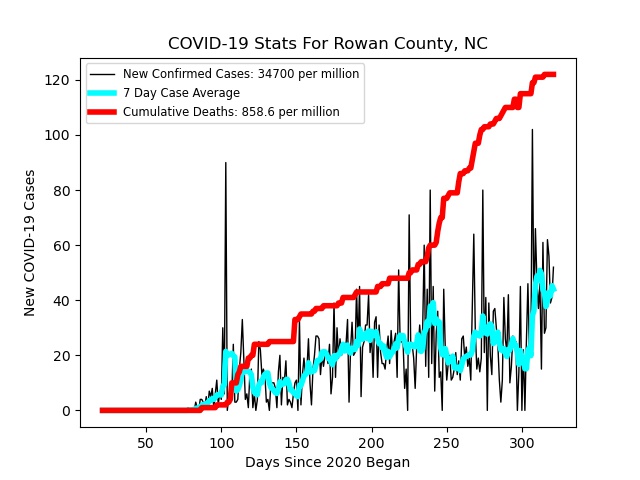 COVID-19 Stats For Rowan County, NC
New Confirmed Cases: 34700 per million
7 Day Case Average
Cumulative Deaths: 858.6 per million
New COVID-19 Cases
120
100
80
60
40
20
0
50 100 150 200 250 300
Days Since 2020 Began